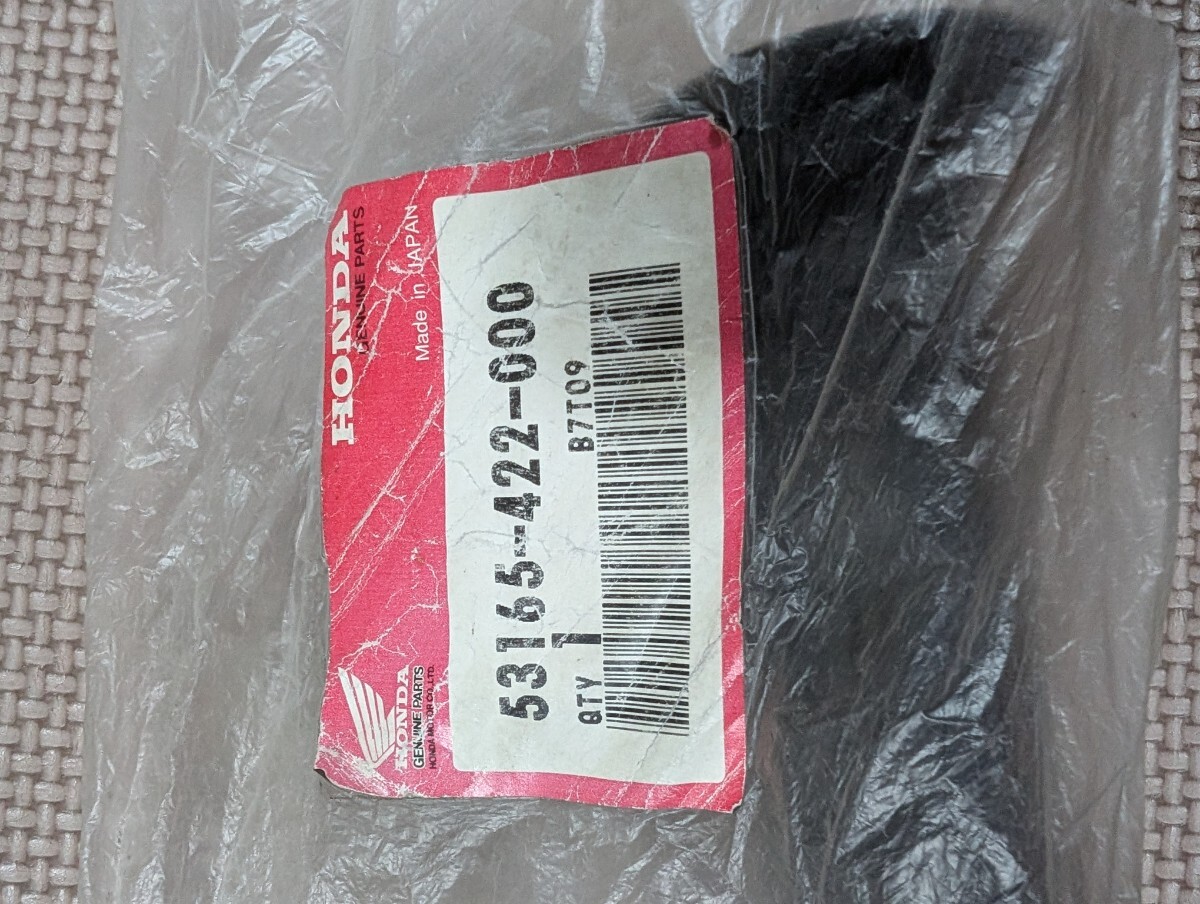 HONDA
GENUINE PARTS
Made in JAPAN
HONDA
GENUINE PARTS
HONDA MOTOR CO., LTD.
53165-422-000
B7T09
QTY 1